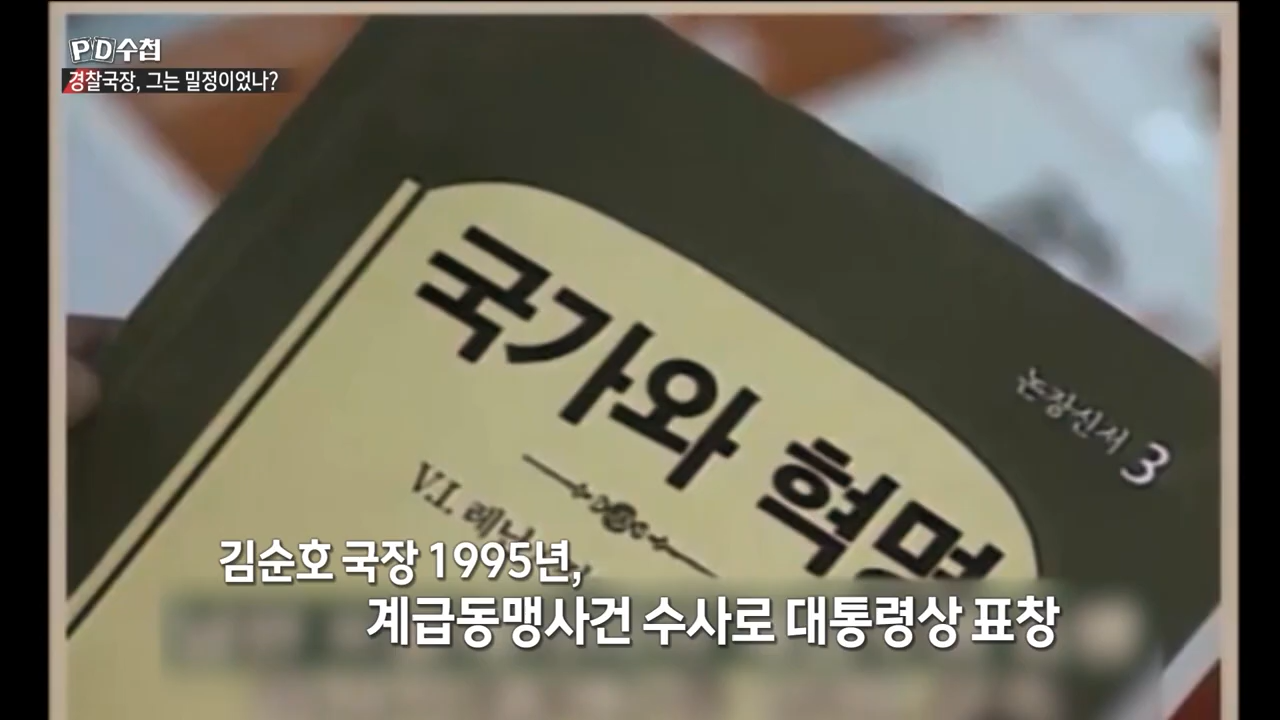 PD수첩
경찰국장, 그는 밀정이었나?
국가와 혁명
논장신서 3
V.I. 레닌
김순호 국장 1995년,
계급동맹사건 수사로 대통령상 표창